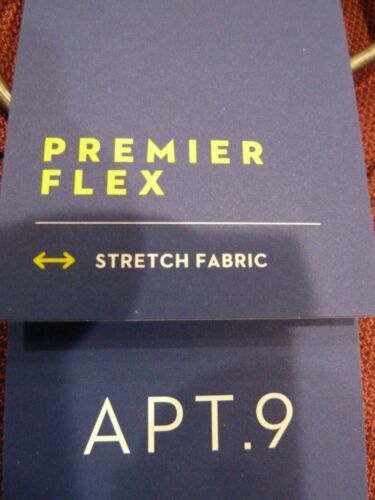 PREMIER
FLEX
STRETCH FABRIC
APT.9